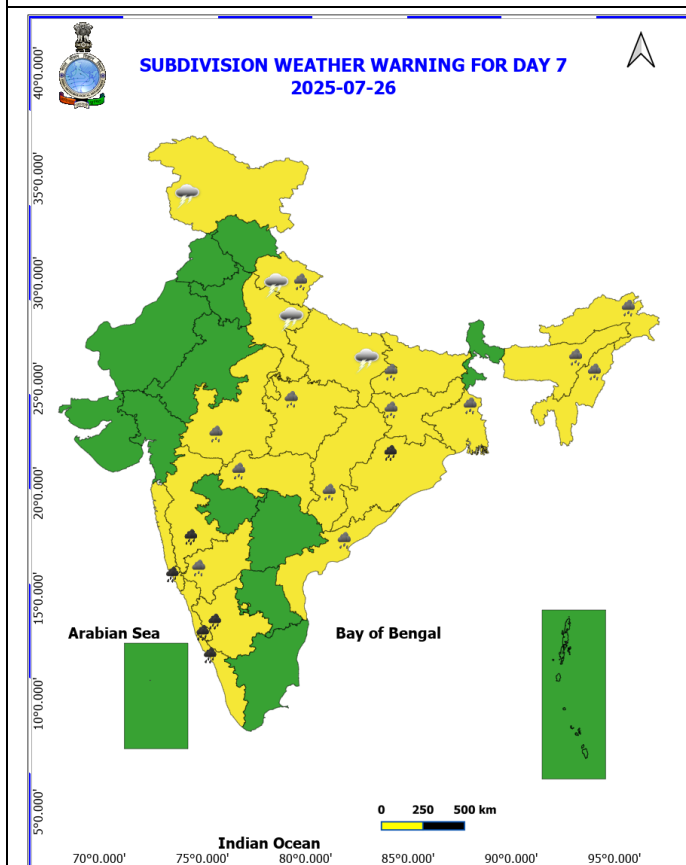 SUBDIVISION WEATHER WARNING FOR DAY 7
2025-07-26
40°0.000'
35°0.000'
30°0.000'
25°0.000'
20°0.000'
15°0.000'
10°0.000'
5°0.000'
Arabian Sea
Bay of Bengal
0 250 500 km
Indian Ocean
70°0.000' 75°0.000' 80°0.000' 85°0.000' 90°0.000' 95°0.000'